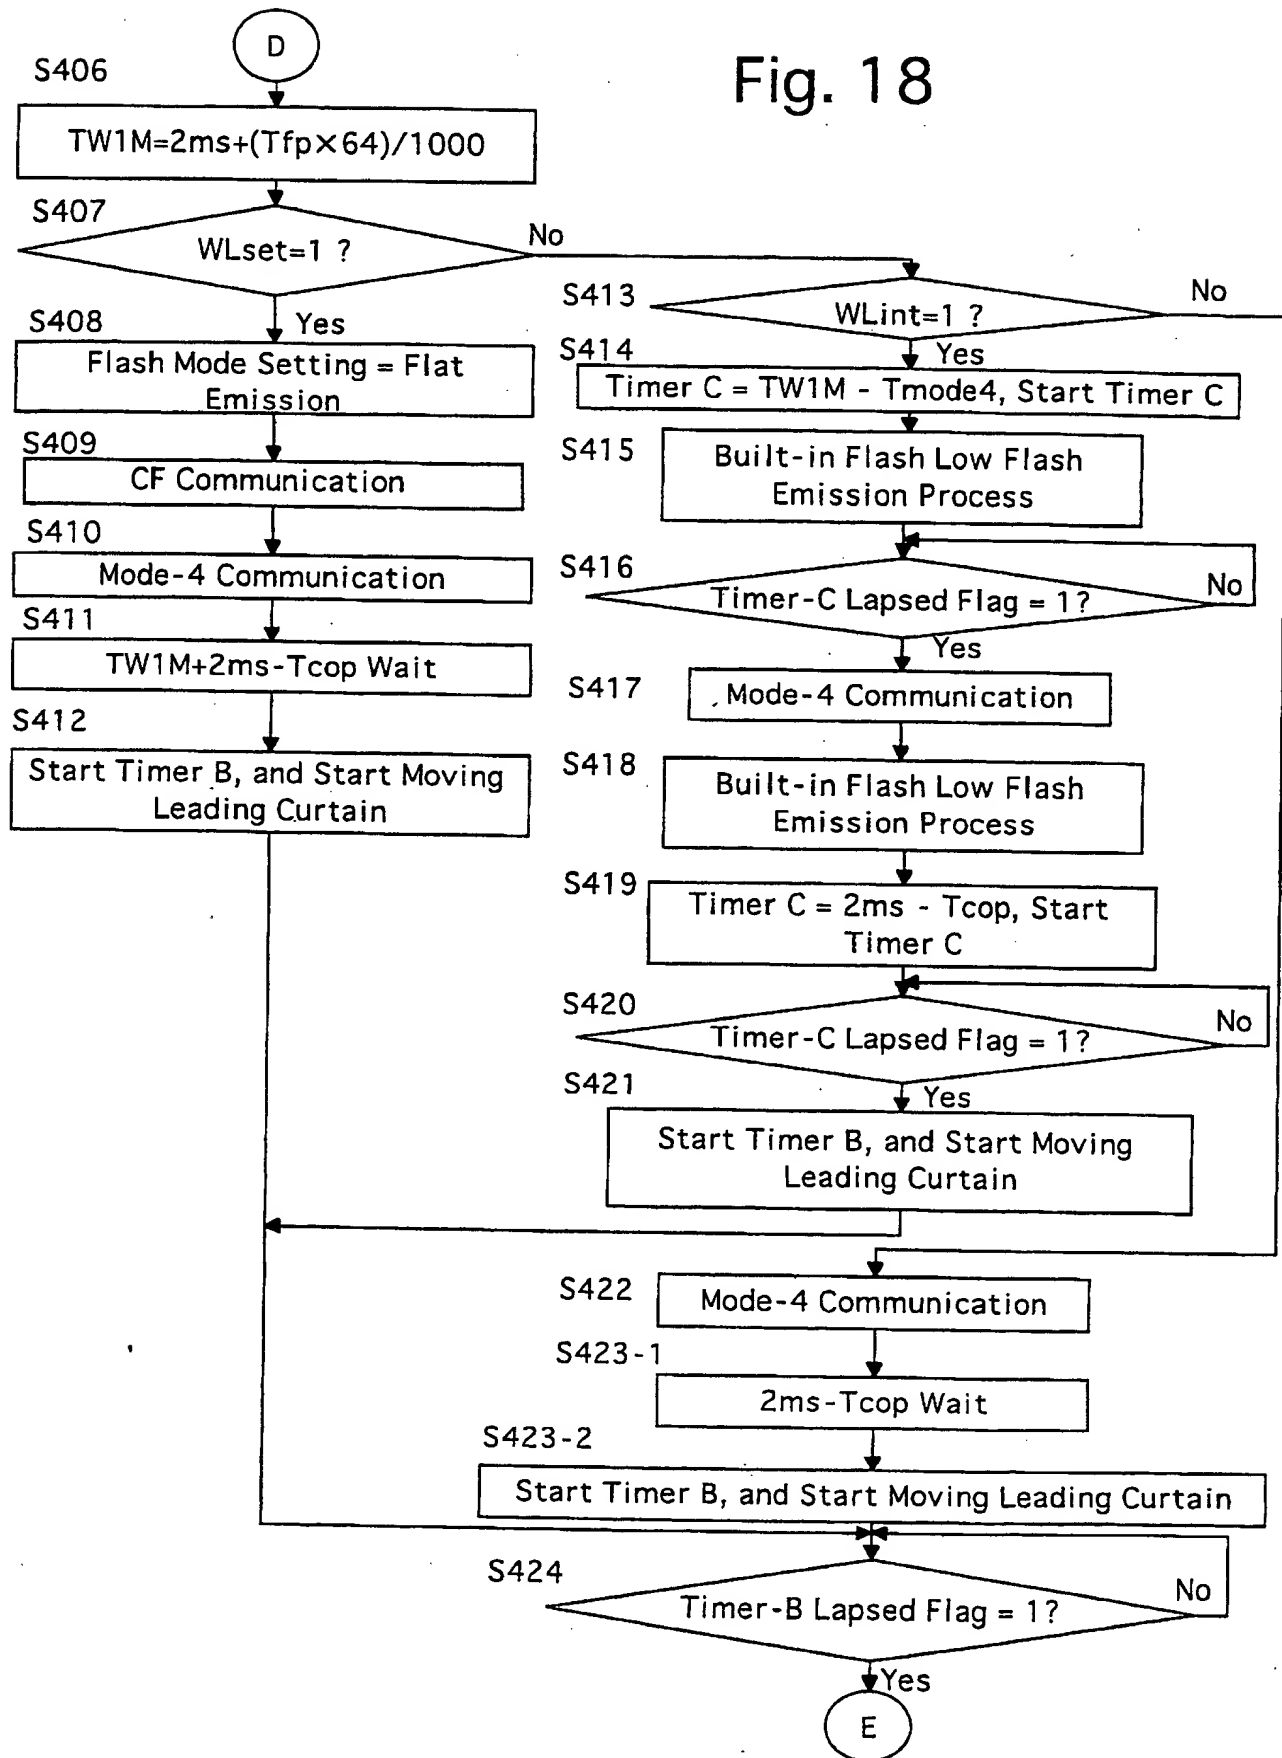 Fig. 18
D
S406
TW1M=2ms+(Tfp×64)/1000
S407
WLset=1 ?
No
Yes
S408
Flash Mode Setting = Flat
Emission
S409
CF Communication
S410
Mode-4 Communication
S411
TW1M+2ms-Tcop Wait
S412
Start Timer B, and Start Moving
Leading Curtain
S413
WLint=1 ?
No
Yes
S414
Timer C = TW1M - Tmode4, Start Timer C
S415
Built-in Flash Low Flash
Emission Process
S416
Timer-C Lapsed Flag = 1?
No
Yes
S417
Mode-4 Communication
S418
Built-in Flash Low Flash
Emission Process
S419
Timer C = 2ms - Tcop, Start
Timer C
S420
Timer-C Lapsed Flag = 1?
No
Yes
S421
Start Timer B, and Start Moving
Leading Curtain
S422
Mode-4 Communication
S423-1
2ms-Tcop Wait
S423-2
Start Timer B, and Start Moving Leading Curtain
S424
Timer-B Lapsed Flag = 1?
No
Yes
E